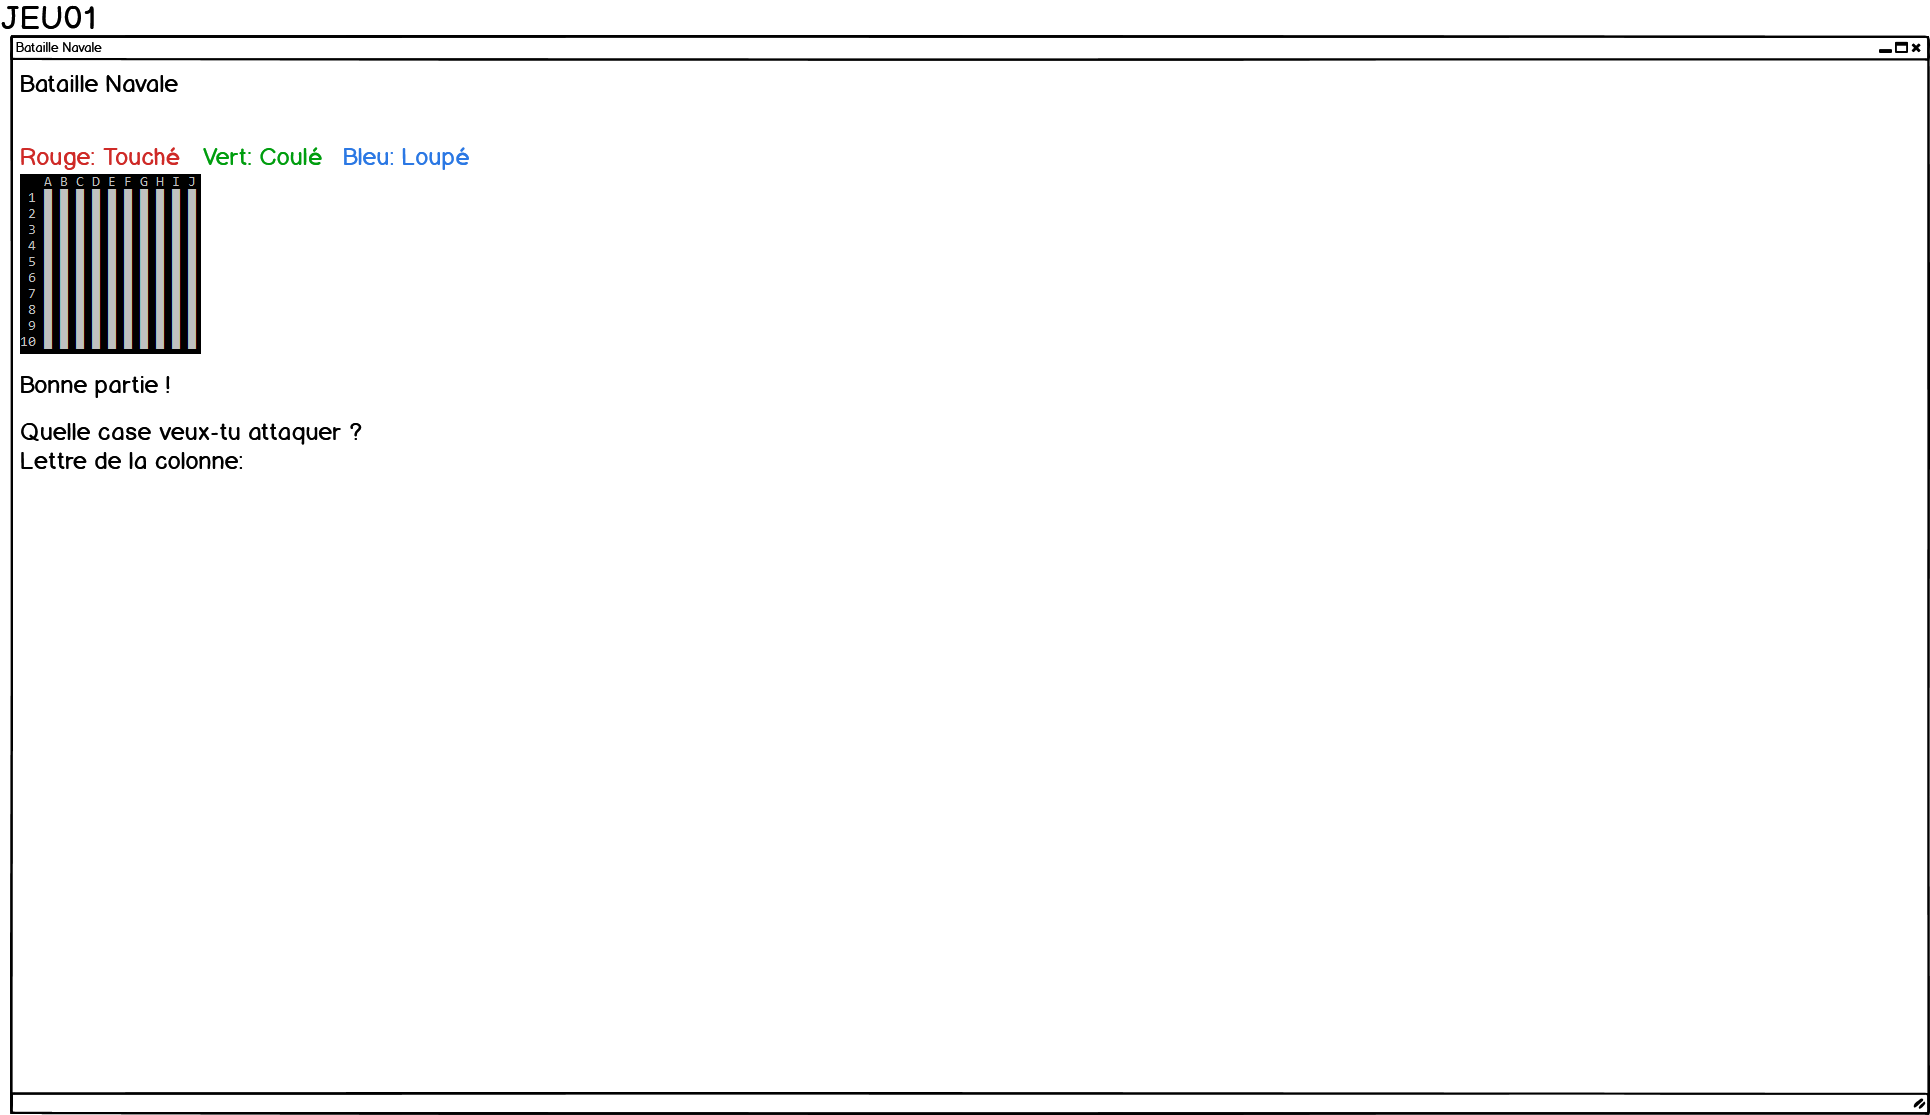 JEU01
Bataille Navale
Bataille Navale
Rouge: Touché Vert: Coulé Bleu: Loupé
A B C D E F G H I J
1
2
3
4
5
6
7
8
9
10
Bonne partie !
Quelle case veux-tu attaquer ?
Lettre de la colonne: